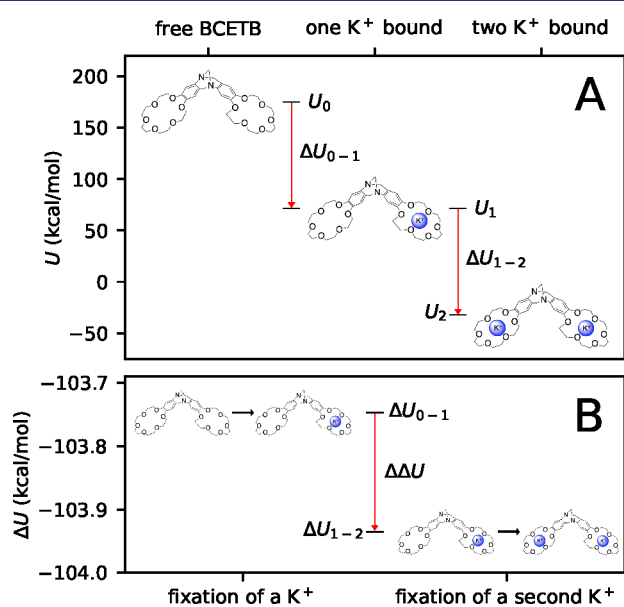 free BCETB one K⁺ bound two K⁺ bound
A
200
150
100
50
0
−50
U (kcal/mol)
U₀
ΔU₀₋₁
U₁
ΔU₁₋₂
U₂
N
N
O O O O O O
O O O O O O
N
N
O O O O O O
O O O O O O
K⁺
N
N
O O O O O O
O O O O O O
K⁺
K⁺
B
−103.7
−103.8
−103.9
−104.0
ΔU (kcal/mol)
ΔU₀₋₁
ΔΔU
ΔU₁₋₂
K⁺
K⁺
K⁺
K⁺
fixation of a K⁺ fixation of a second K⁺